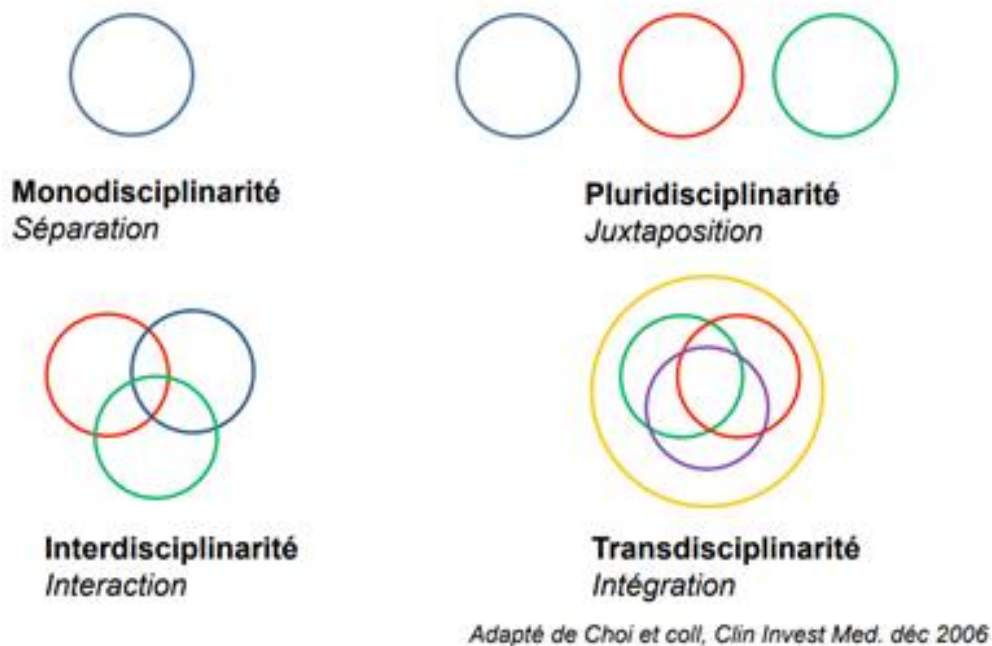 Monodisciplinarité
Séparation
Pluridisciplinarité
Juxtaposition
Interdisciplinarité
Interaction
Transdisciplinarité
Intégration
Adapté de Choi et coll, Clin Invest Med. déc 2006